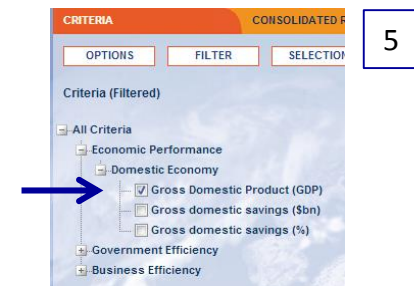 CRITERIA CONSOLIDATED R
5
OPTIONS FILTER SELECTION
Criteria (Filtered)
All Criteria
Economic Performance
Domestic Economy
Gross Domestic Product (GDP)
Gross domestic savings ($bn)
Gross domestic savings (%)
Government Efficiency
Business Efficiency